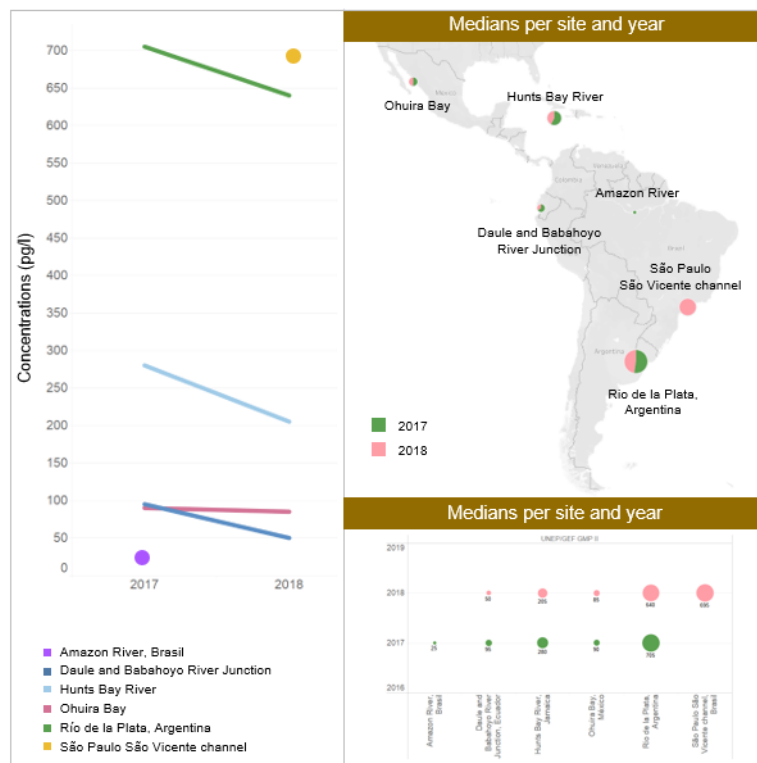 Concentrations (pg/l)
700
650
600
550
500
450
400
350
300
250
200
150
100
50
0
2017
2018
Amazon River, Brasil
Daule and Babahoyo River Junction
Hunts Bay River
Ohuira Bay
Río de la Plata, Argentina
São Paulo São Vicente channel
Medians per site and year
Mexico
Ohuira Bay
Hunts Bay River
Venezuela
Colombia
Amazon River
Daule and Babahoyo
River Junction
Brazil
São Paulo
São Vicente channel
Argentina
Rio de la Plata,
Argentina
2017
2018
Medians per site and year
UNEP/GEF GMP II
2019
2018
50
205
85
640
695
2017
25
95
280
705
2016
Amazon River,
Brasil
Daule and
Babahoyo River
Junction, Ecuador
Hunts Bay River,
Jamaica
Ohuira Bay,
México
Rio de la Plata,
Argentina
São Paulo São
Vicente channel,
Brasil